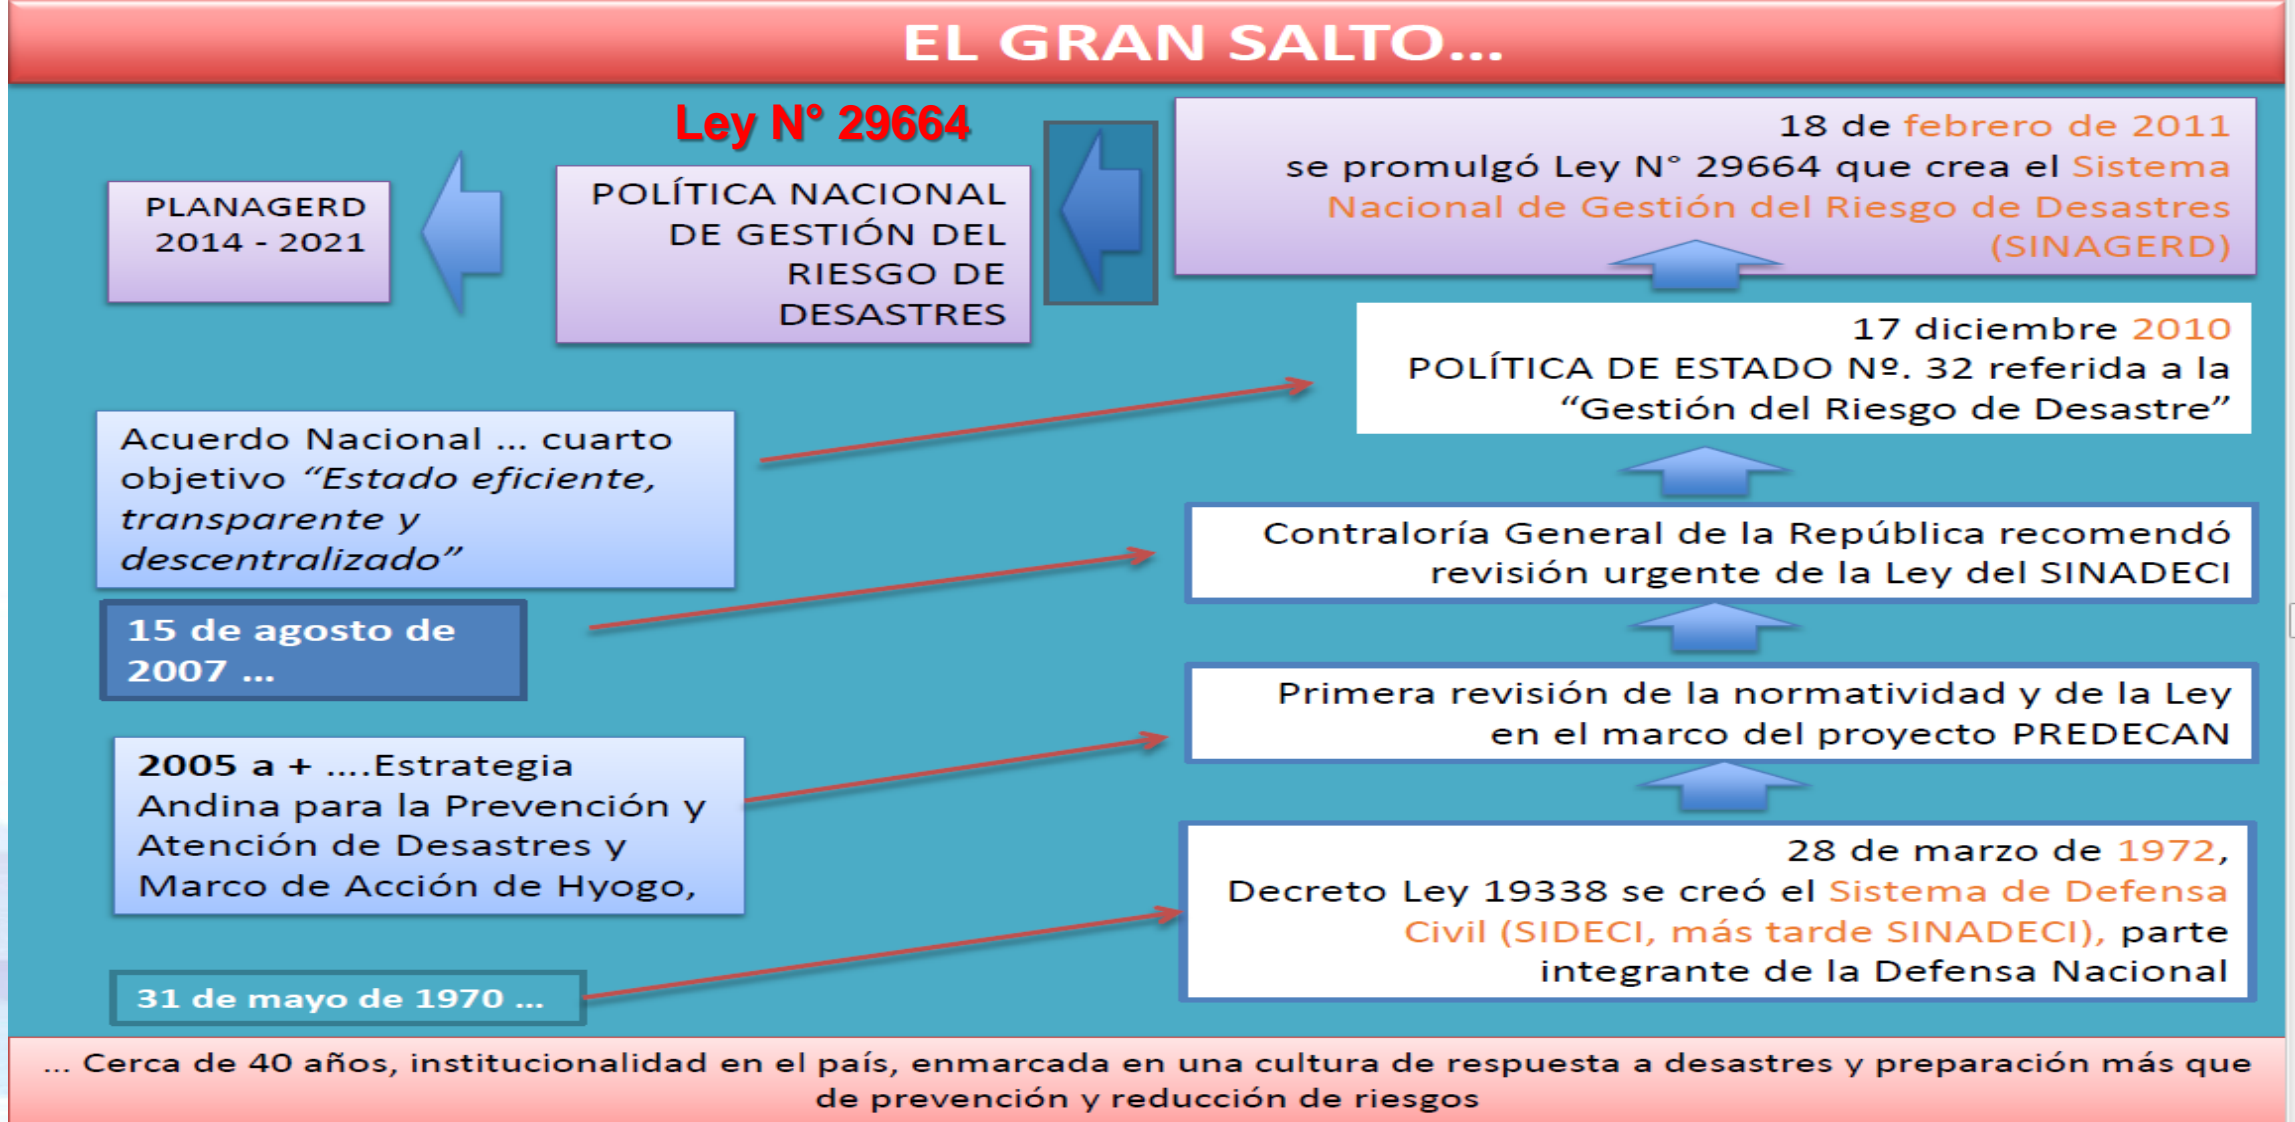 EL GRAN SALTO...
Ley N° 29664
18 de febrero de 2011
se promulgó Ley N° 29664 que crea el Sistema
Nacional de Gestión del Riesgo de Desastres
(SINAGERD)
POLÍTICA NACIONAL
DE GESTIÓN DEL
RIESGO DE
DESASTRES
PLANAGERD
2014 - 2021
17 diciembre 2010
POLÍTICA DE ESTADO Nº. 32 referida a la
“Gestión del Riesgo de Desastre”
Acuerdo Nacional ... cuarto
objetivo “Estado eficiente,
transparente y
descentralizado”
Contraloría General de la República recomendó
revisión urgente de la Ley del SINADECI
15 de agosto de
2007 ...
Primera revisión de la normatividad y de la Ley
en el marco del proyecto PREDECAN
2005 a + ....Estrategia
Andina para la Prevención y
Atención de Desastres y
Marco de Acción de Hyogo,
28 de marzo de 1972,
Decreto Ley 19338 se creó el Sistema de Defensa
Civil (SIDECI, más tarde SINADECI), parte
integrante de la Defensa Nacional
31 de mayo de 1970 ...
... Cerca de 40 años, institucionalidad en el país, enmarcada en una cultura de respuesta a desastres y preparación más que
de prevención y reducción de riesgos